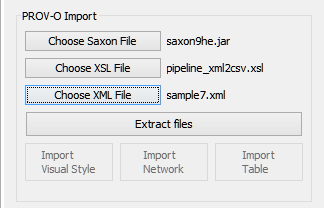 PROV-O Import
Choose Saxon File saxon9he.jar
Choose XSL File pipeline_xml2csv.xsl
Choose XML File sample7.xml
Extract files
Import Import Import
Visual Style Network Table